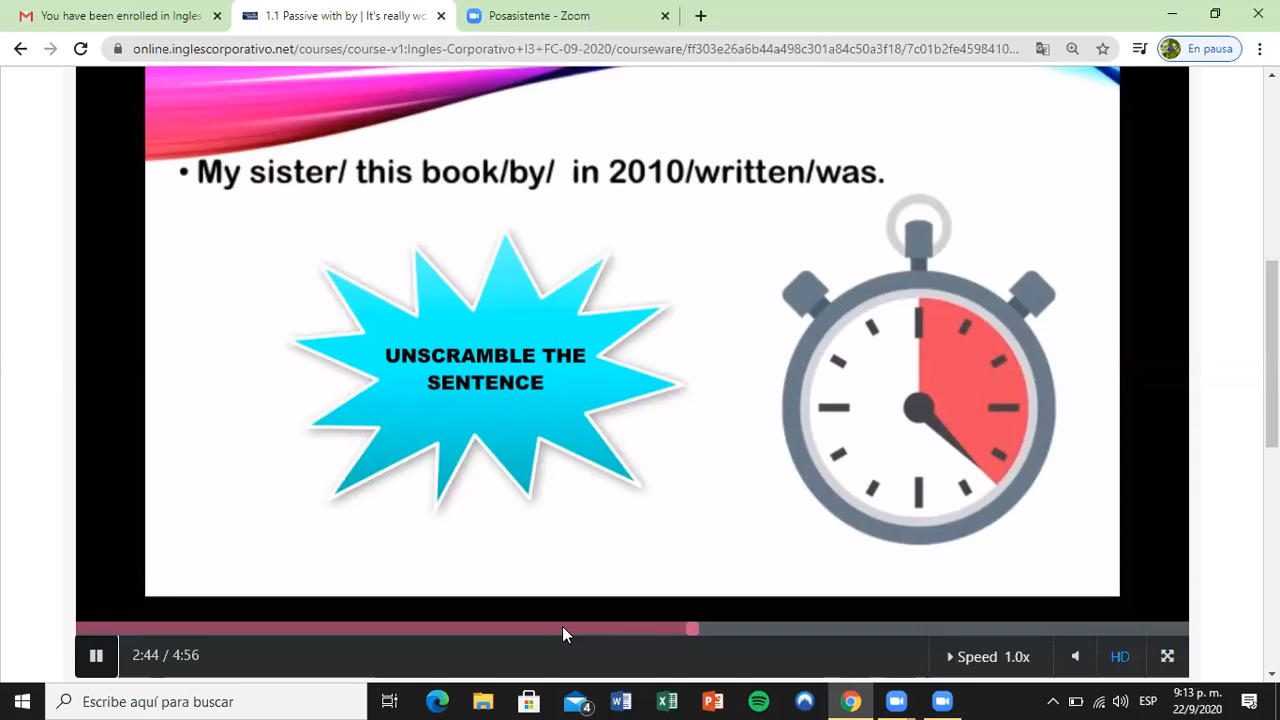 You have been enrolled in Ingles
1.1 Passive with by | It's really wo
Posasistente - Zoom
online.inglescorporativo.net/courses/course-v1:Ingles-Corporativo+I3+FC-09-2020/courseware/ff303e26a6b44a498c301a84c50a3f18/7c01b2fe4598410...
En pausa
• My sister/ this book/by/ in 2010/written/was.
UNSCRAMBLE THE
SENTENCE
2:44 / 4:56
Speed 1.0x
HD
Escribe aquí para buscar
4
ESP
9:13 p. m.
22/9/2020